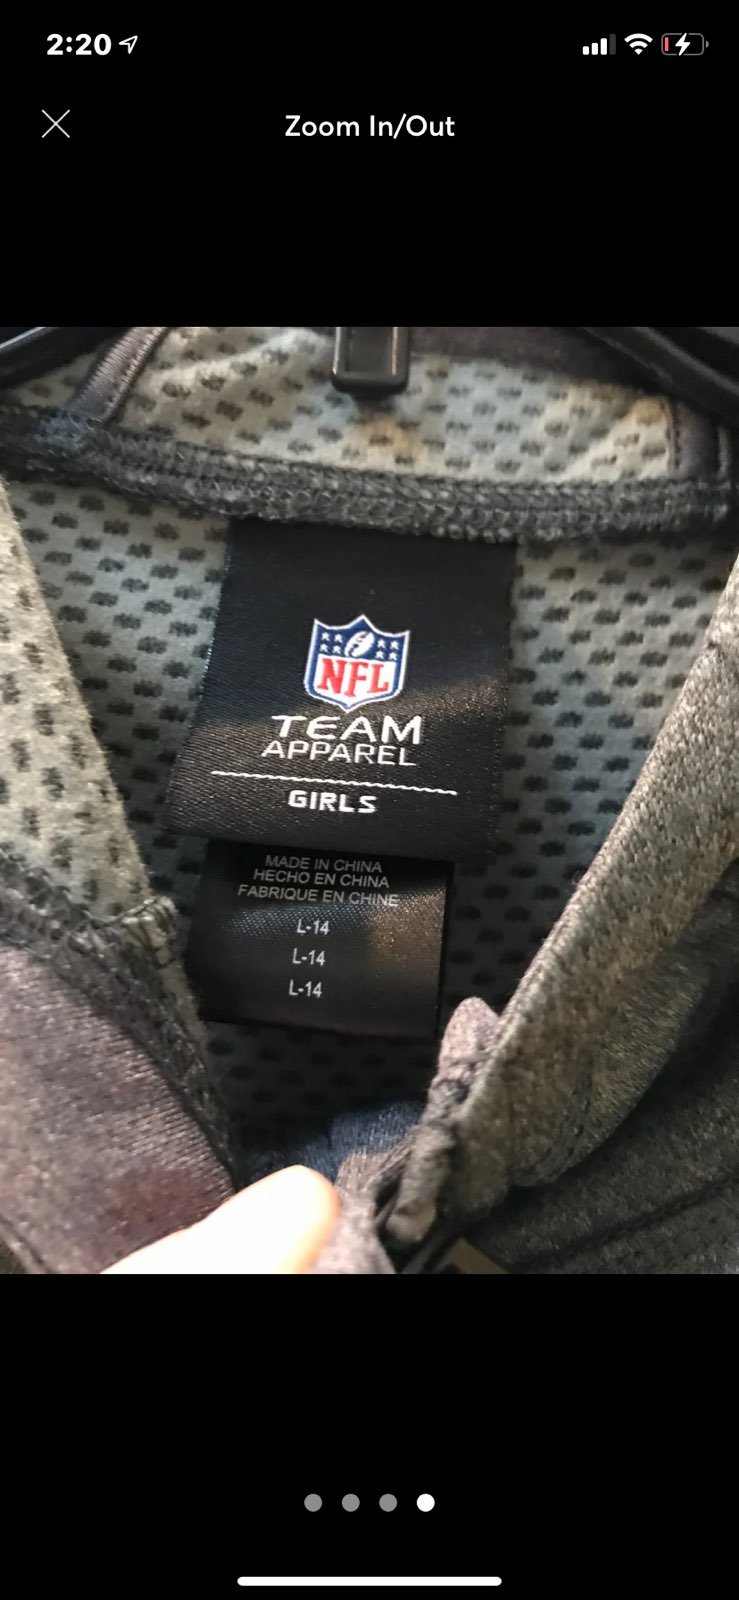 2:20
Zoom In/Out
NFL
TEAM
APPAREL
GIRLS
MADE IN CHINA
HECHO EN CHINA
FABRIQUE EN CHINE
L-14
L-14
L-14